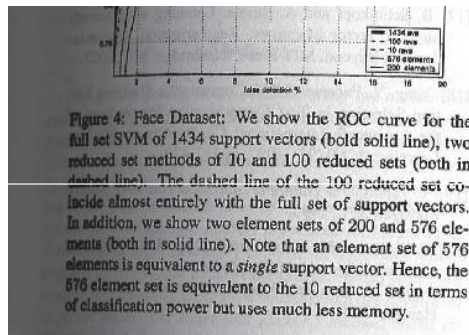 1434 svs
100 rsvs
10 rsvs
576 elements
200 elements
2 4 6 8 10 12 14 16 18 20
false detection %
Figure 4: Face Dataset: We show the ROC curve for the
full set SVM of 1434 support vectors (bold solid line), two
reduced set methods of 10 and 100 reduced sets (both in
dashed line). The dashed line of the 100 reduced set co-
incide almost entirely with the full set of support vectors.
In addition, we show two element sets of 200 and 576 ele-
ments (both in solid line). Note that an element set of 576
elements is equivalent to a single support vector. Hence, the
576 element set is equivalent to the 10 reduced set in terms
of classification power but uses much less memory.